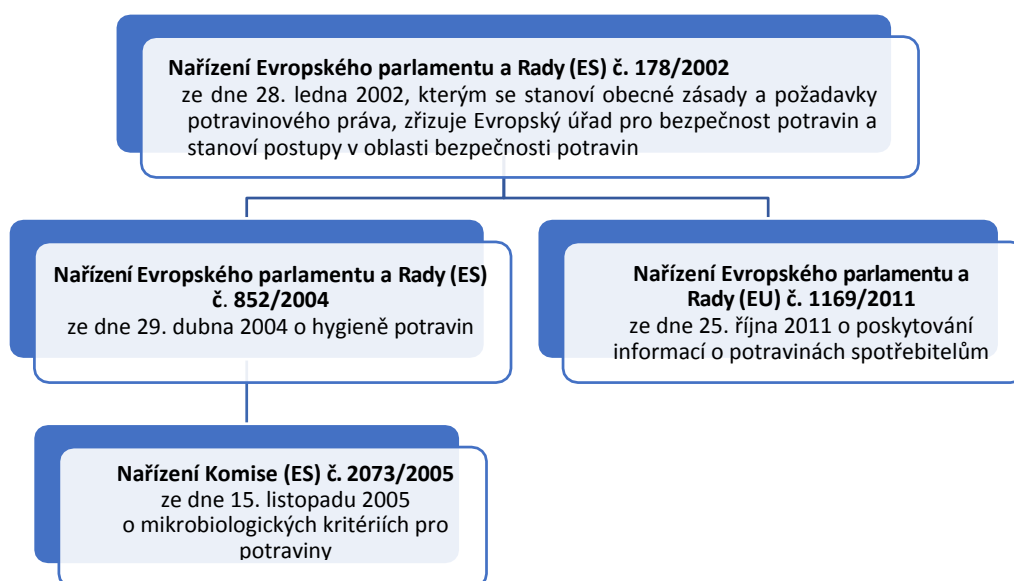 Nařízení Evropského parlamentu a Rady (ES) č. 178/2002
ze dne 28. ledna 2002, kterým se stanoví obecné zásady a požadavky
potravinového práva, zřizuje Evropský úřad pro bezpečnost potravin a
stanoví postupy v oblasti bezpečnosti potravin
Nařízení Evropského parlamentu a Rady (ES)
č. 852/2004
ze dne 29. dubna 2004 o hygieně potravin
Nařízení Evropského parlamentu a
Rady (EU) č. 1169/2011
ze dne 25. října 2011 o poskytování
informací o potravinách spotřebitelům
Nařízení Komise (ES) č. 2073/2005
ze dne 15. listopadu 2005
o mikrobiologických kritériích pro
potraviny